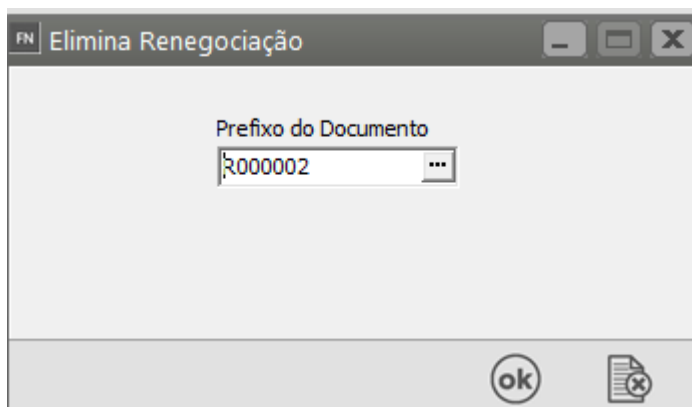 FN Elimina Renegociação
Prefixo do Documento
R000002
ok